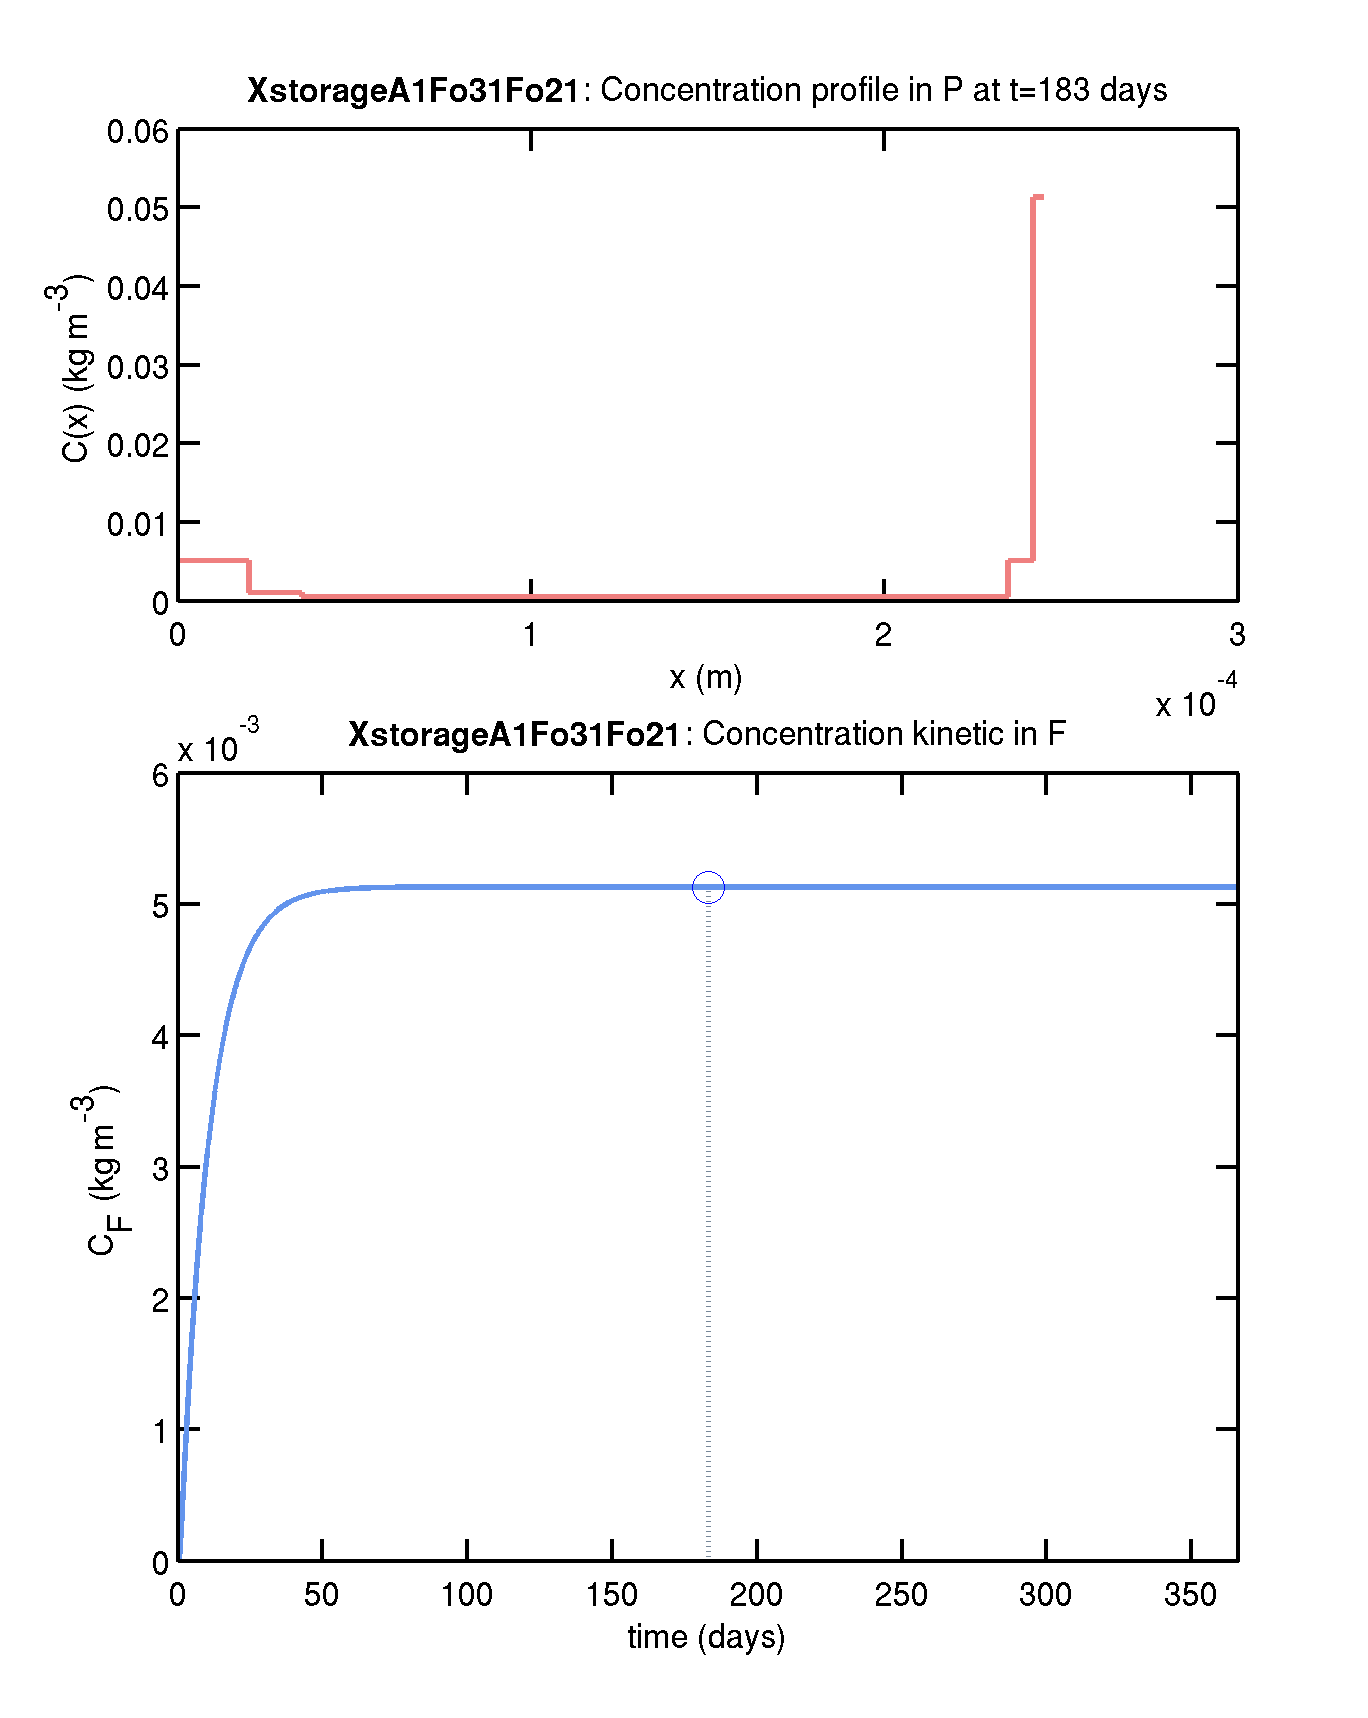 XstorageA1Fo31Fo21: Concentration profile in P at t=183 days
0.06
0.05
0.04
0.03
0.02
0.01
0
C(x) (kg m-3)
0 1 2 3
x (m)
x 10-4
XstorageA1Fo31Fo21: Concentration kinetic in F
x 10-3
6
5
4
3
2
1
0
CF (kg m-3)
0 50 100 150 200 250 300 350
time (days)